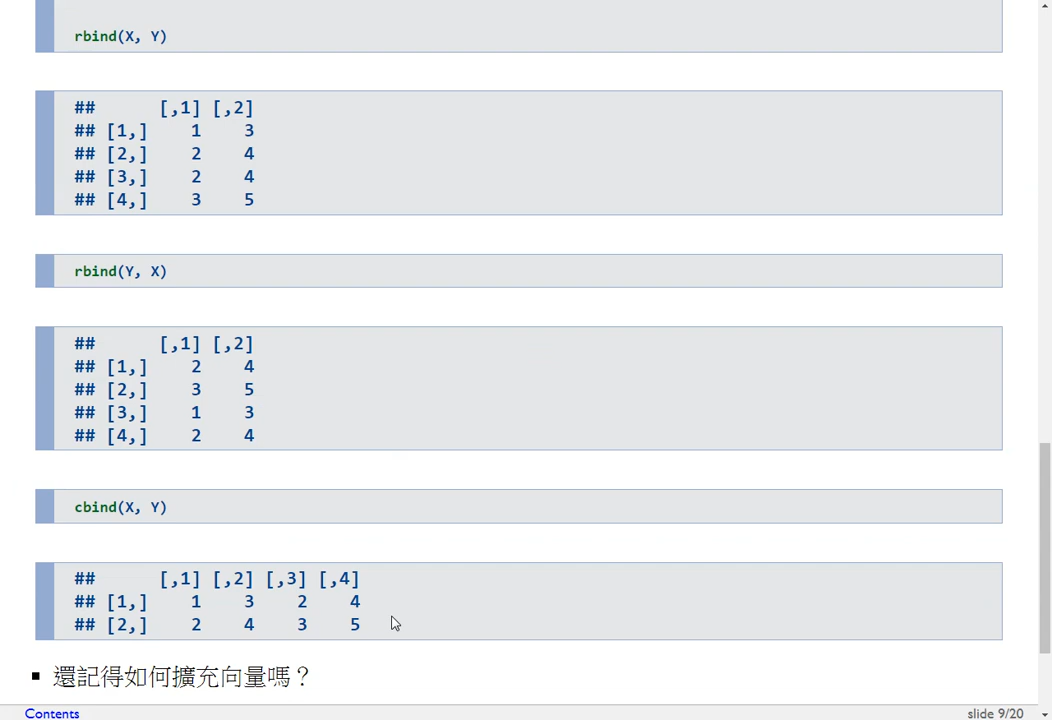 rbind(X, Y)
##      [,1] [,2]
## [1,]    1    3
## [2,]    2    4
## [3,]    2    4
## [4,]    3    5
rbind(Y, X)
##      [,1] [,2]
## [1,]    2    4
## [2,]    3    5
## [3,]    1    3
## [4,]    2    4
cbind(X, Y)
##      [,1] [,2] [,3] [,4]
## [1,]    1    3    2    4
## [2,]    2    4    3    5
▪ 還記得如何擴充向量嗎？
Contents slide 9/20